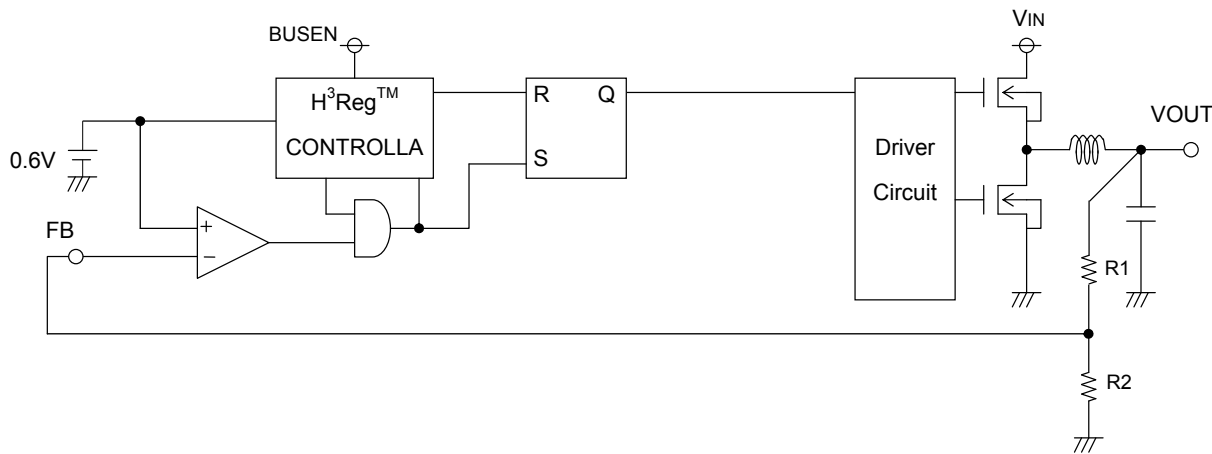 BUSEN
VIN
H³Reg™
CONTROLLA
R Q
S
0.6V
FB
+
−
Driver
Circuit
VOUT
R1
R2